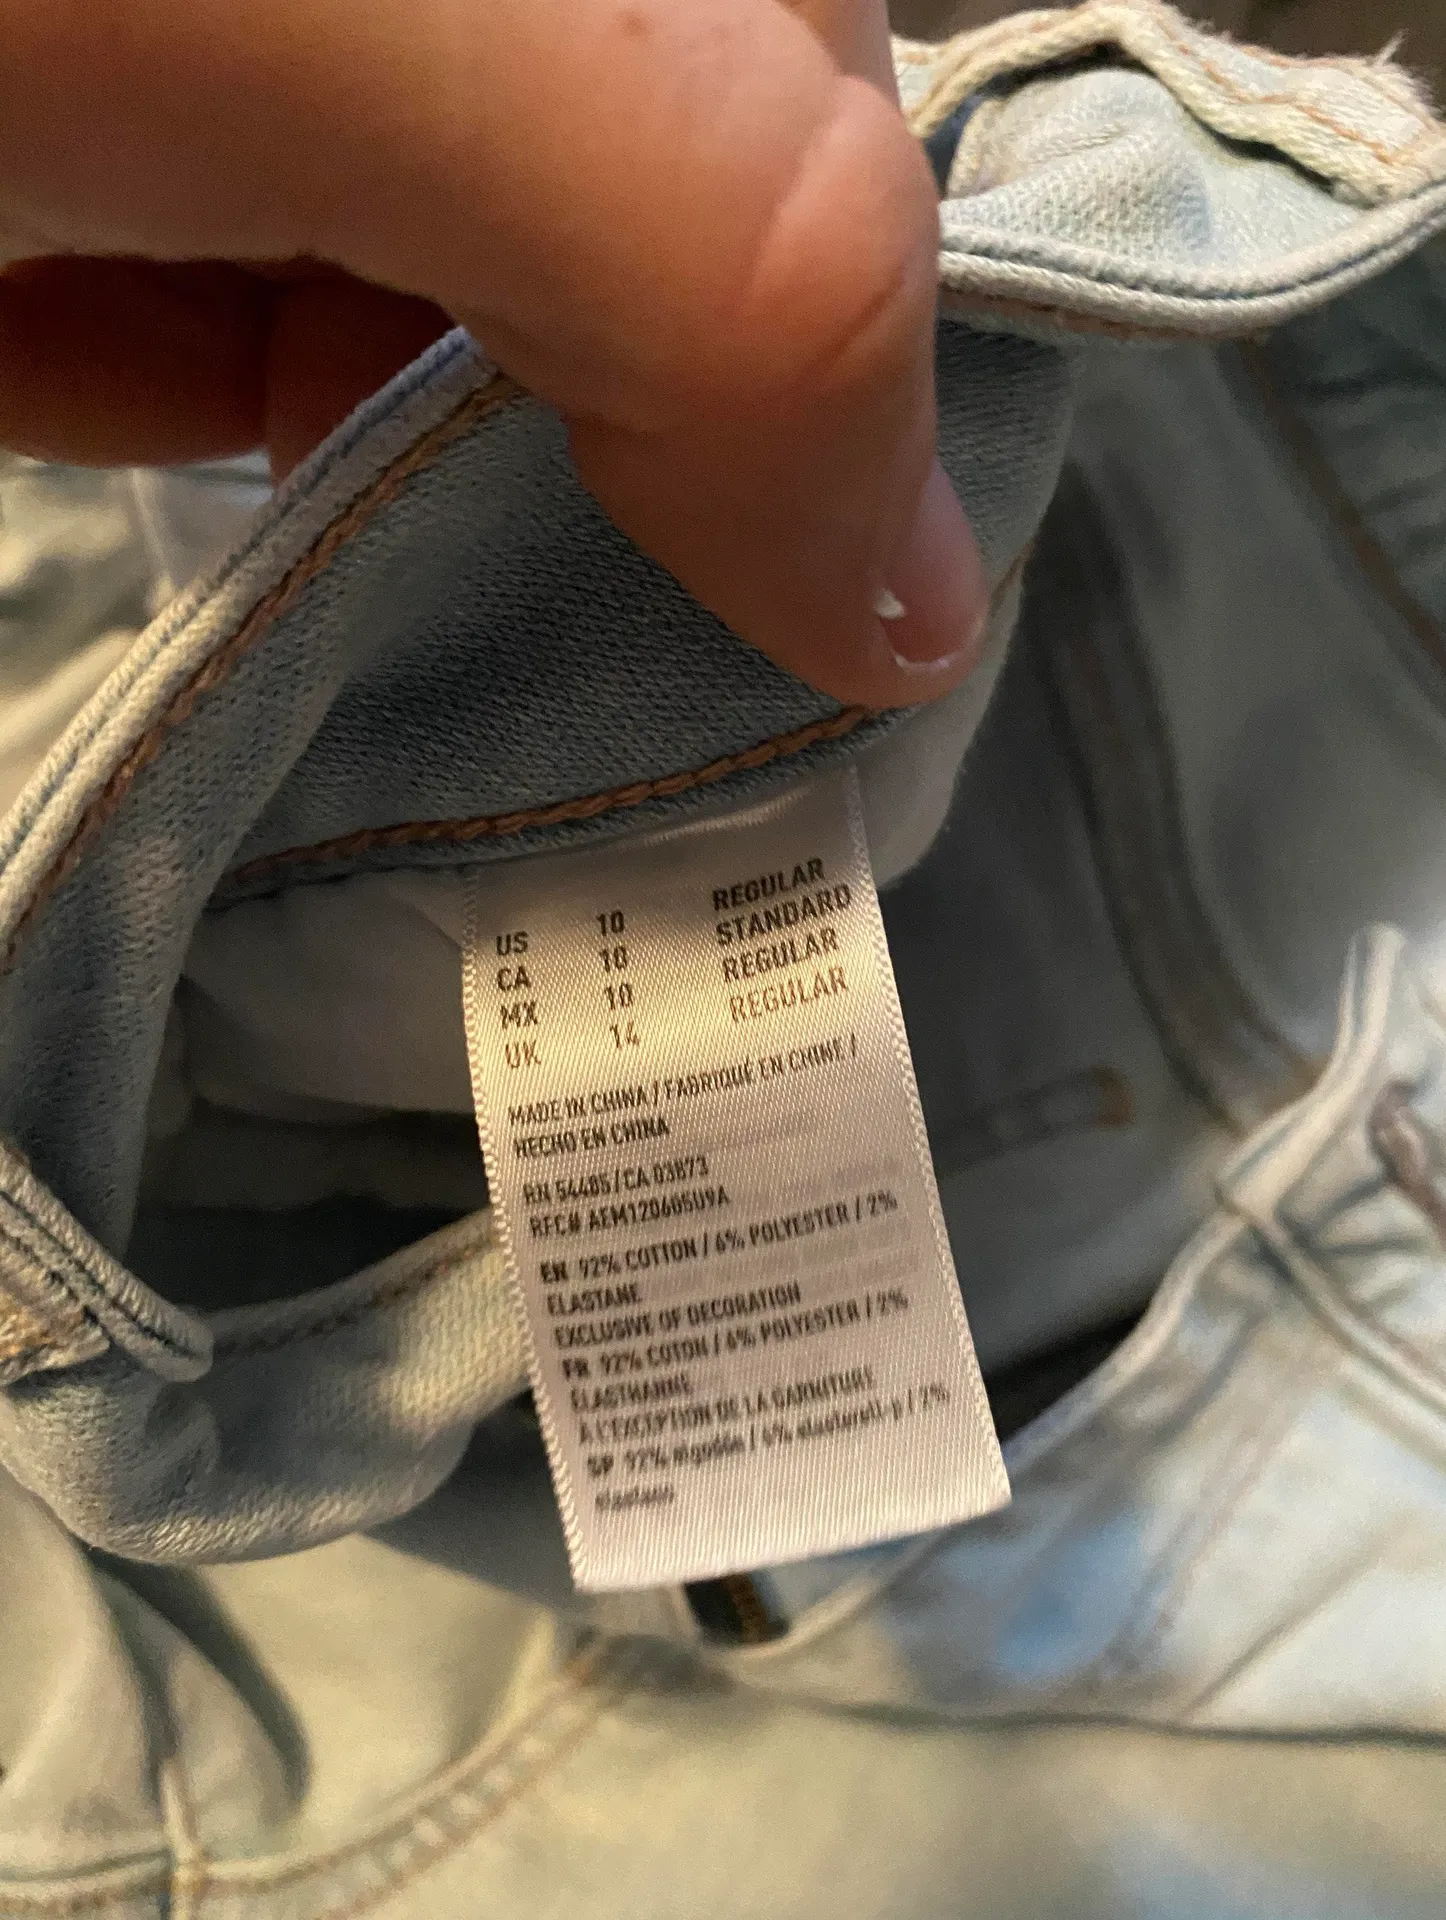 US 10 REGULAR
CA 10 STANDARD
MX 10 REGULAR
UK 14 REGULAR
MADE IN CHINA / FABRIQUÉ EN CHINE /
HECHO EN CHINA
RN 54485/CA 03873
RFC# AEM120605U9A
EN 92% COTTON / 6% POLYESTER / 2%
ELASTANE
EXCLUSIVE OF DECORATION
FR 92% COTON / 6% POLYESTER / 2%
ÉLASTHANNE
À L'EXCEPTION DE LA GARNITURE
SP 92% algodón / 6% elasterell-p / 2%
elastano